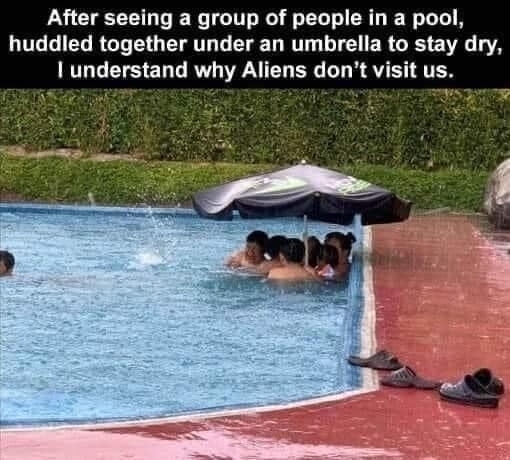 After seeing a group of people in a pool,
huddled together under an umbrella to stay dry,
I understand why Aliens don't visit us.